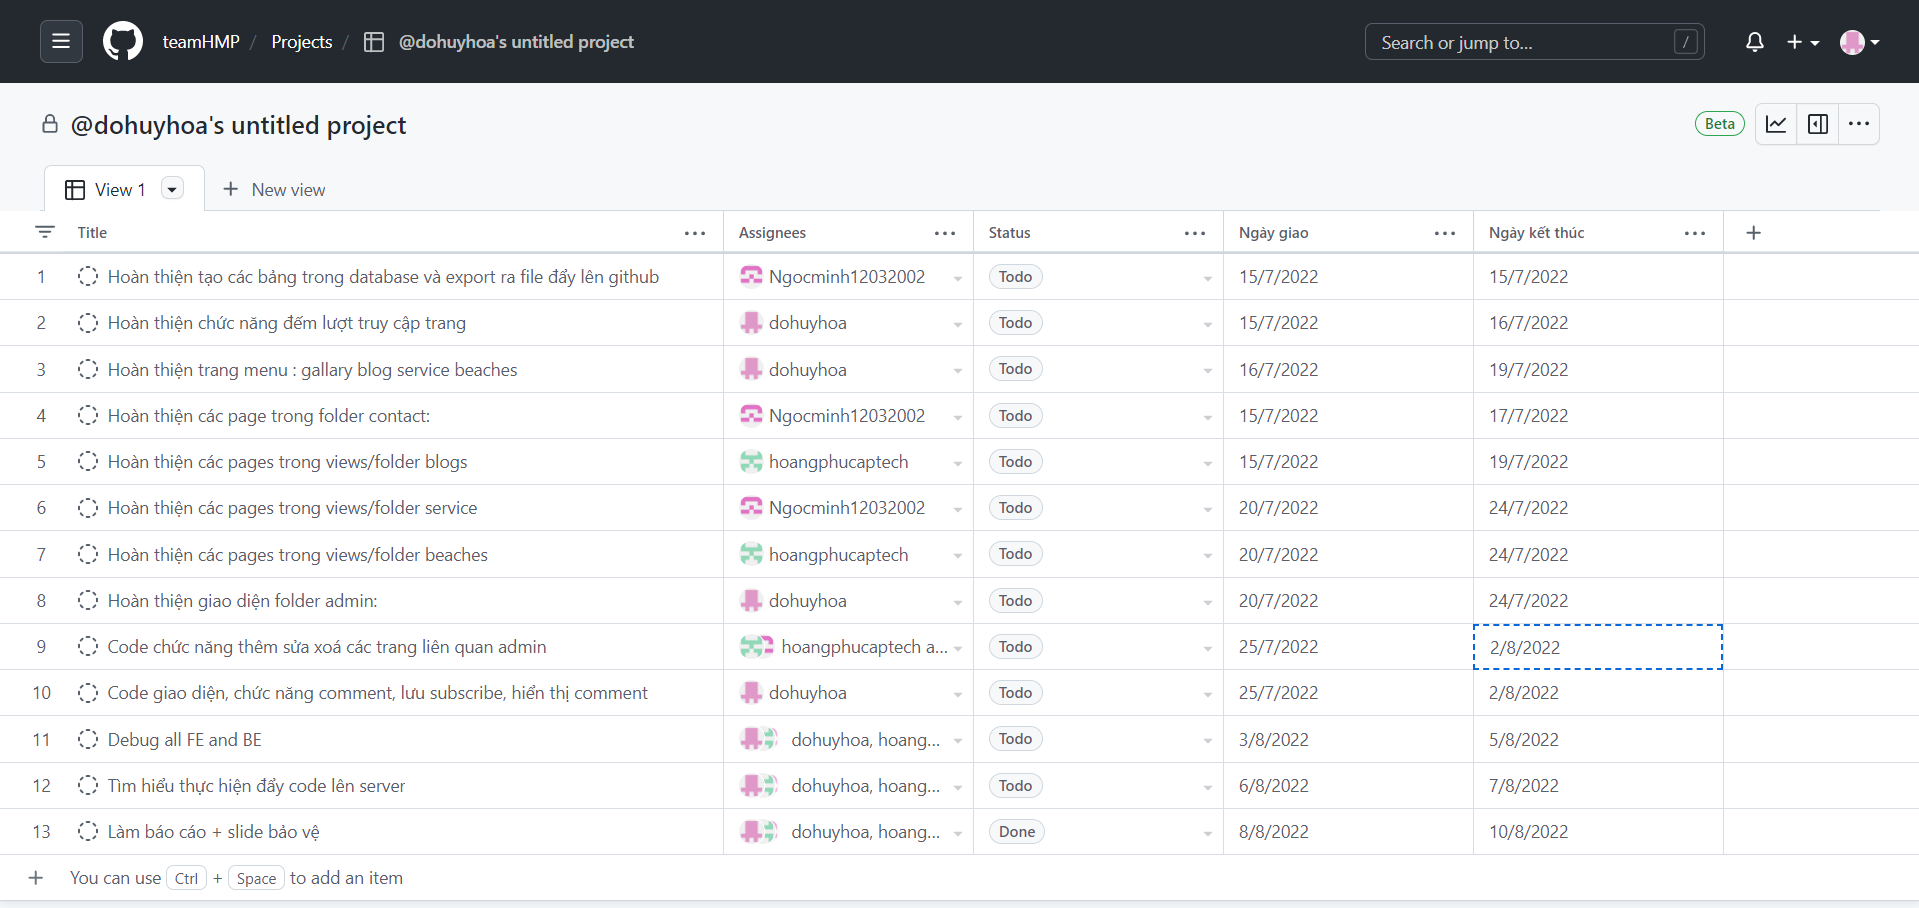 teamHMP / Projects / @dohuyhoa's untitled project Search or jump to... /
@dohuyhoa's untitled project Beta
View 1 New view
Title Assignees Status Ngày giao Ngày kết thúc
1 Hoàn thiện tạo các bảng trong database và export ra file đẩy lên github Ngocminh12032002 Todo 15/7/2022 15/7/2022
2 Hoàn thiện chức năng đếm lượt truy cập trang dohuyhoa Todo 15/7/2022 16/7/2022
3 Hoàn thiện trang menu : gallary blog service beaches dohuyhoa Todo 16/7/2022 19/7/2022
4 Hoàn thiện các page trong folder contact: Ngocminh12032002 Todo 15/7/2022 17/7/2022
5 Hoàn thiện các pages trong views/folder blogs hoangphucaptech Todo 15/7/2022 19/7/2022
6 Hoàn thiện các pages trong views/folder service Ngocminh12032002 Todo 20/7/2022 24/7/2022
7 Hoàn thiện các pages trong views/folder beaches hoangphucaptech Todo 20/7/2022 24/7/2022
8 Hoàn thiện giao diện folder admin: dohuyhoa Todo 20/7/2022 24/7/2022
9 Code chức năng thêm sửa xoá các trang liên quan admin hoangphucaptech a... Todo 25/7/2022 2/8/2022
10 Code giao diện, chức năng comment, lưu subscribe, hiển thị comment dohuyhoa Todo 25/7/2022 2/8/2022
11 Debug all FE and BE dohuyhoa, hoang... Todo 3/8/2022 5/8/2022
12 Tìm hiểu thực hiện đẩy code lên server dohuyhoa, hoang... Todo 6/8/2022 7/8/2022
13 Làm báo cáo + slide bảo vệ dohuyhoa, hoang... Done 8/8/2022 10/8/2022
You can use Ctrl + Space to add an item